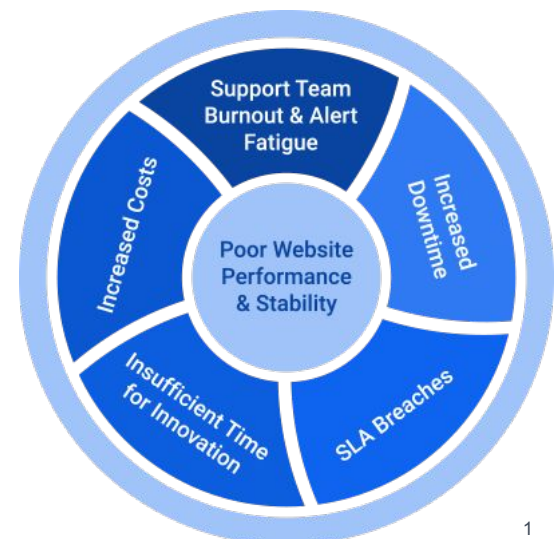 Support Team
Burnout & Alert
Fatigue
Increased
Downtime
SLA Breaches
Insufficient Time
for Innovation
Increased Costs
Poor Website
Performance
& Stability
1